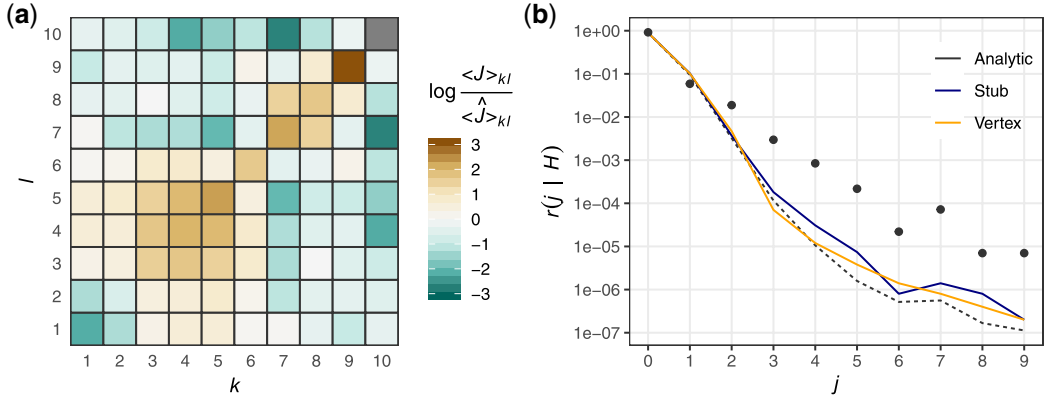 (a)
10
9
8
7
6
5
4
3
2
1
l
1 2 3 4 5 6 7 8 9 10
k
log <J>kl / <Ĵ>kl
3
2
1
0
−1
−2
−3
(b)
1e+00
1e−01
1e−02
1e−03
1e−04
1e−05
1e−06
1e−07
r(j | H)
Analytic
Stub
Vertex
0 1 2 3 4 5 6 7 8 9
j